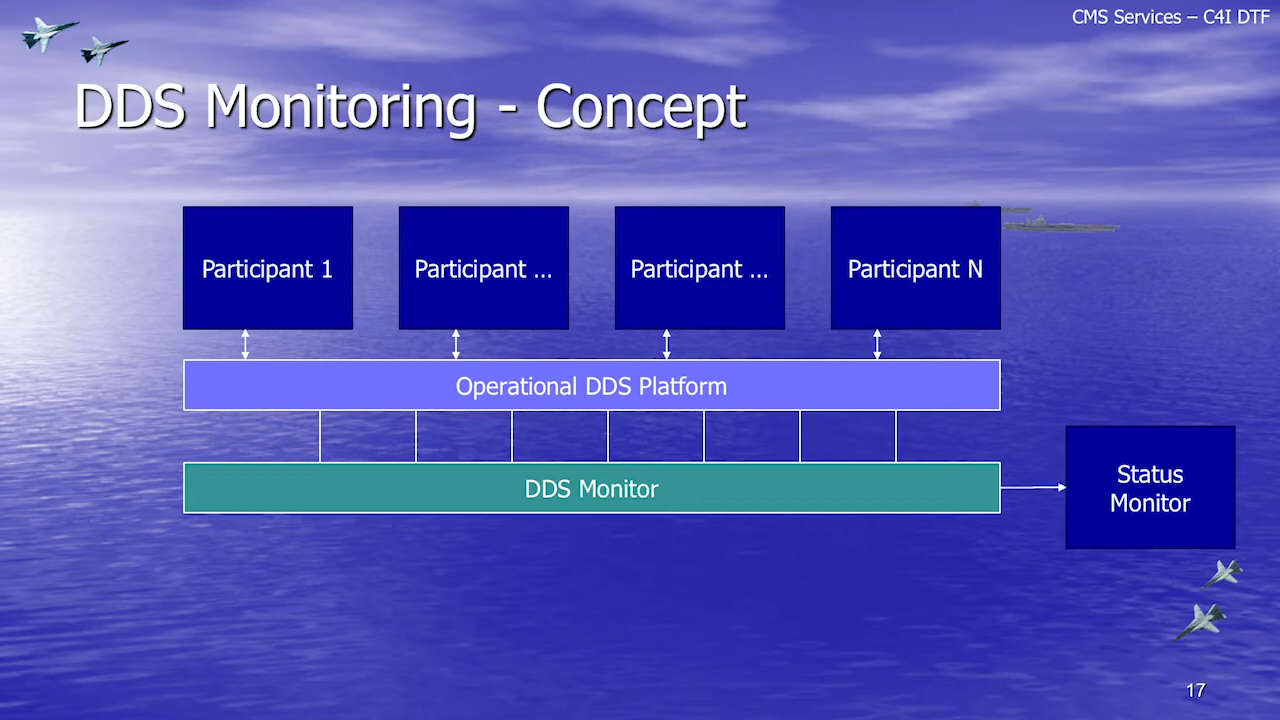 CMS Services – C4I DTF
DDS Monitoring - Concept
Participant 1
Participant ...
Participant ...
Participant N
Operational DDS Platform
DDS Monitor
Status
Monitor
17